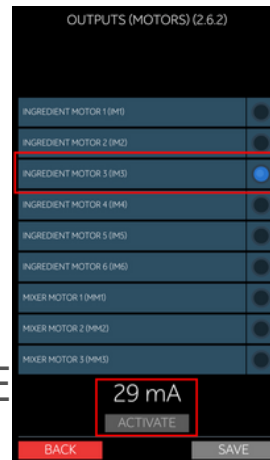 OUTPUTS (MOTORS) (2.6.2)
INGREDIENT MOTOR 1 (IM1)
INGREDIENT MOTOR 2 (IM2)
INGREDIENT MOTOR 3 (IM3)
INGREDIENT MOTOR 4 (IM4)
INGREDIENT MOTOR 5 (IM5)
INGREDIENT MOTOR 6 (IM6)
MIXER MOTOR 1 (MM1)
MIXER MOTOR 2 (MM2)
MIXER MOTOR 3 (MM3)
E
29 mA
ACTIVATE
BACK SAVE